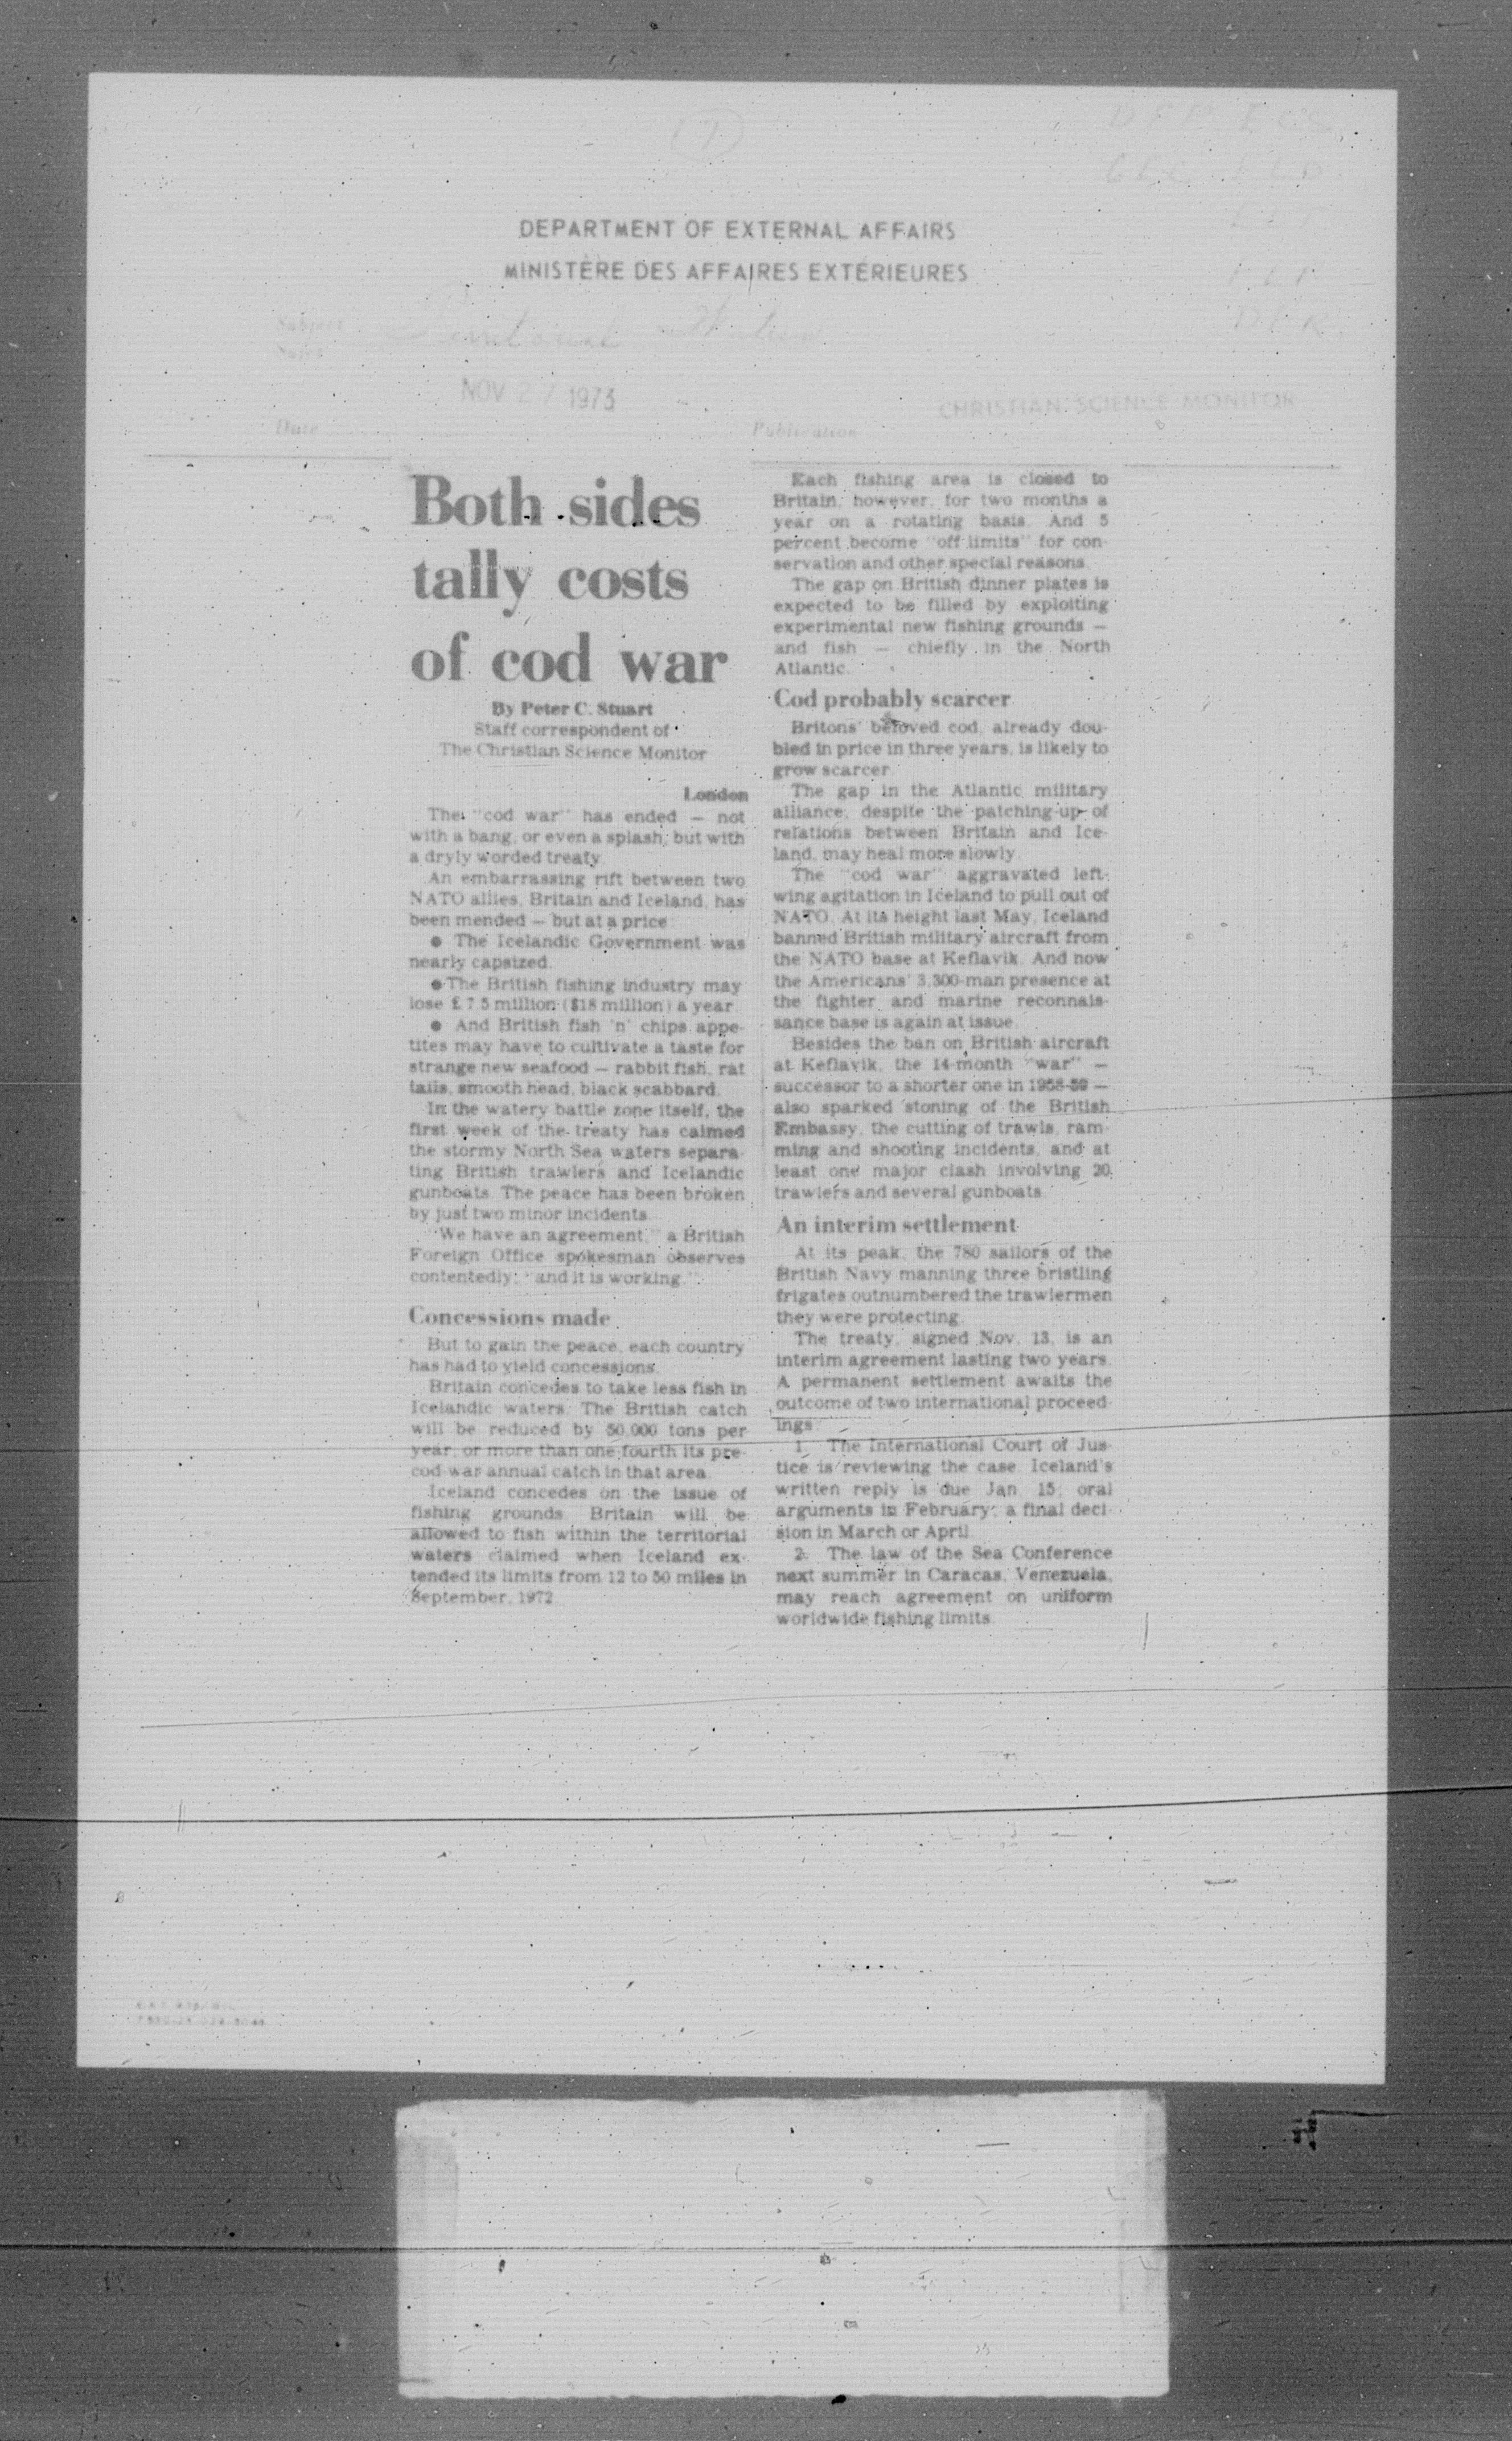 7
DEPARTMENT OF EXTERNAL AFFAIRS
MINISTÈRE DES AFFAIRES EXTÉRIEURES
Subject
Sujet
NOV 27 1973
CHRISTIAN SCIENCE MONITOR
Date
Publication
Both sides
tally costs
of cod war
By Peter C. Stuart
Staff correspondent of
The Christian Science Monitor
London
The "cod war" has ended — not
with a bang, or even a splash, but with
a dryly worded treaty.
An embarrassing rift between two
NATO allies, Britain and Iceland, has
been mended — but at a price:
● The Icelandic Government was
nearly capsized.
● The British fishing industry may
lose £7.5 million ($18 million) a year.
● And British fish 'n' chips appe-
tites may have to cultivate a taste for
strange new seafood — rabbit fish, rat
tails, smooth head, black scabbard.
In the watery battle zone itself, the
first week of the treaty has calmed
the stormy North Sea waters separa-
ting British trawlers and Icelandic
gunboats. The peace has been broken
by just two minor incidents.
"We have an agreement," a British
Foreign Office spokesman observes
contentedly, "and it is working."
Concessions made
But to gain the peace, each country
has had to yield concessions.
Britain concedes to take less fish in
Icelandic waters. The British catch
will be reduced by 50,000 tons per
year, or more than one-fourth its pre-
cod-war annual catch in that area.
Iceland concedes on the issue of
fishing grounds. Britain will be
allowed to fish within the territorial
waters claimed when Iceland ex-
tended its limits from 12 to 50 miles in
September, 1972.
Each fishing area is closed to
Britain, however, for two months a
year on a rotating basis. And 5
percent become "off-limits" for con-
servation and other special reasons.
The gap on British dinner plates is
expected to be filled by exploiting
experimental new fishing grounds —
and fish — chiefly in the North
Atlantic.
Cod probably scarcer
Britons' beloved cod, already dou-
bled in price in three years, is likely to
grow scarcer.
The gap in the Atlantic military
alliance, despite the patching-up of
relations between Britain and Ice-
land, may heal more slowly.
The "cod war" aggravated left-
wing agitation in Iceland to pull out of
NATO. At its height last May, Iceland
banned British military aircraft from
the NATO base at Keflavik. And now
the Americans' 3,300-man presence at
the fighter and marine reconnais-
sance base is again at issue.
Besides the ban on British aircraft
at Keflavik, the 14-month "war" —
successor to a shorter one in 1958-59 —
also sparked stoning of the British
Embassy, the cutting of trawls, ram-
ming and shooting incidents, and at
least one major clash involving 20
trawlers and several gunboats.
An interim settlement
At its peak, the 780 sailors of the
British Navy manning three bristling
frigates outnumbered the trawlermen
they were protecting.
The treaty, signed Nov. 13, is an
interim agreement lasting two years.
A permanent settlement awaits the
outcome of two international proceed-
ings:
1. The International Court of Jus-
tice is reviewing the case. Iceland's
written reply is due Jan. 15; oral
arguments in February; a final deci-
sion in March or April.
2. The law of the Sea Conference
next summer in Caracas, Venezuela,
may reach agreement on uniform
worldwide fishing limits.